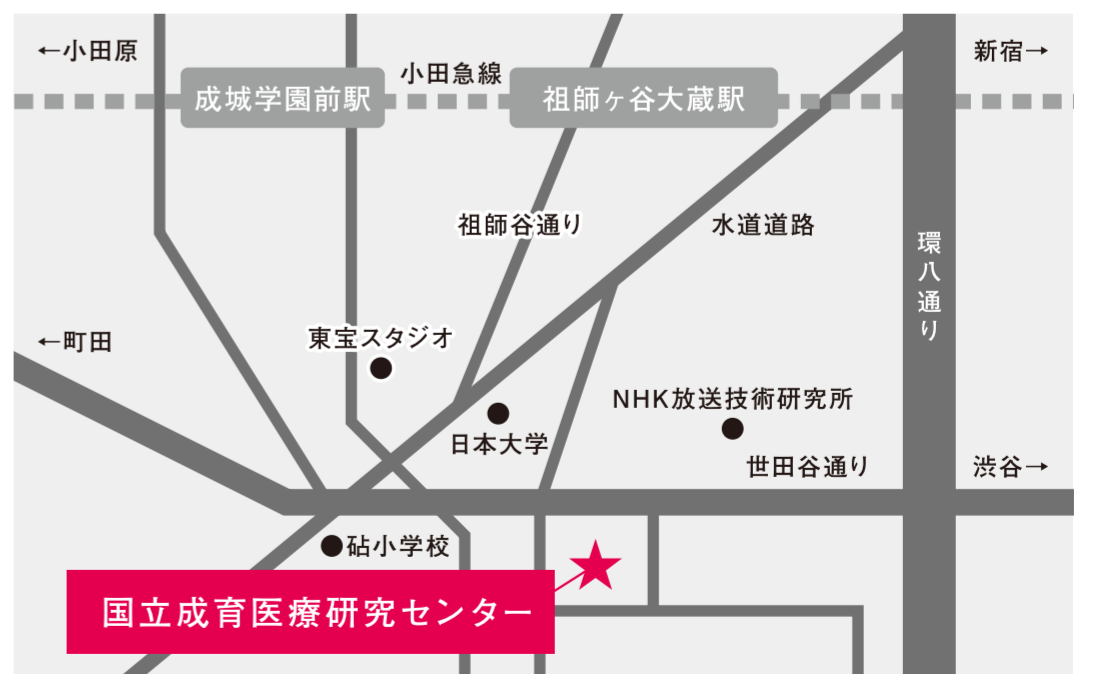 ←小田原
小田急線
新宿→
成城学園前駅
祖師ヶ谷大蔵駅
祖師谷通り
水道道路
環八通り
東宝スタジオ
←町田
NHK放送技術研究所
日本大学
世田谷通り
渋谷→
砧小学校
国立成育医療研究センター